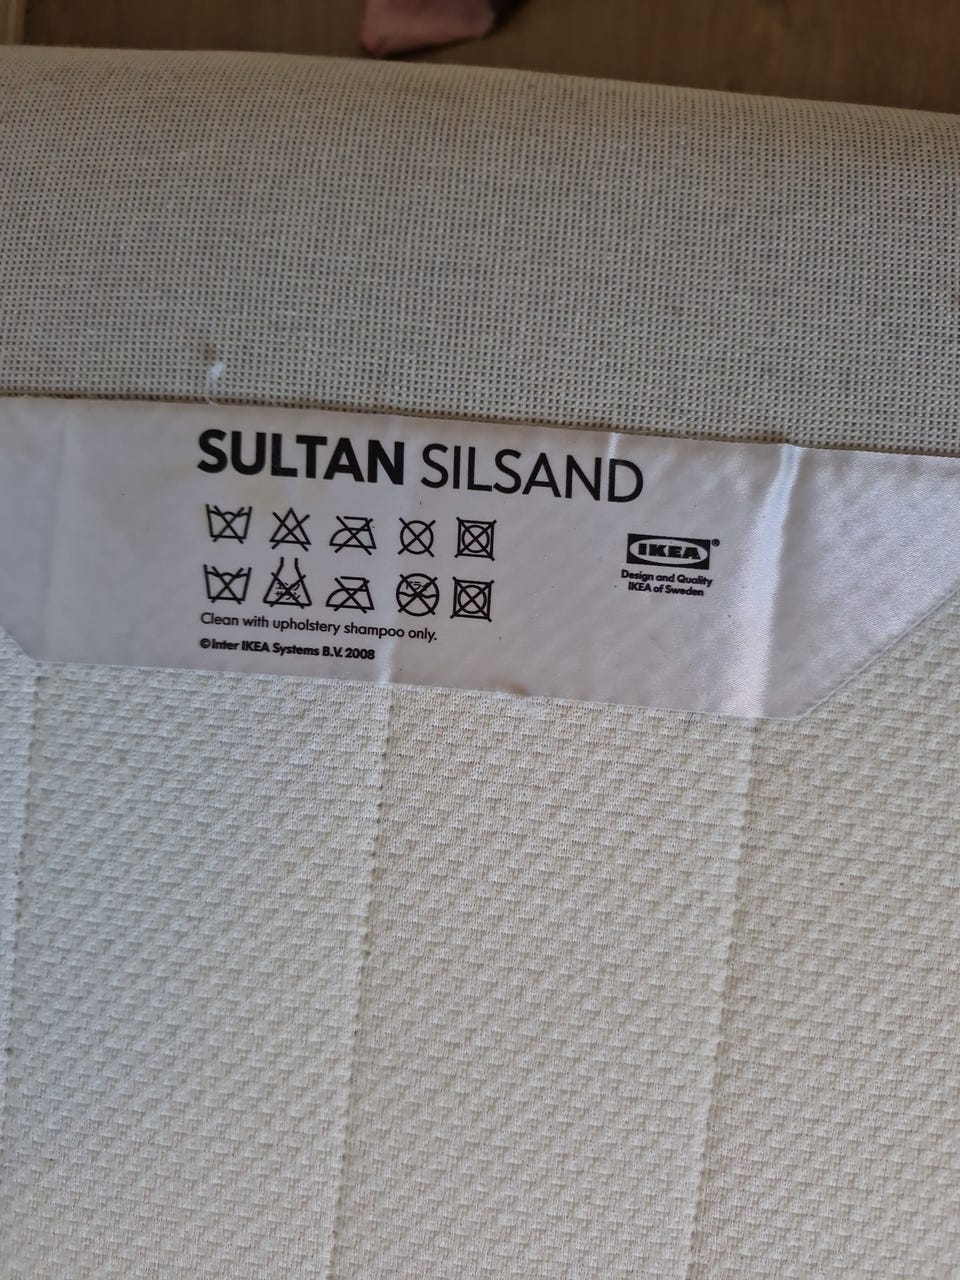 SULTAN SILSAND
IKEA®
Design and Quality
IKEA of Sweden
Clean with upholstery shampoo only.
©Inter IKEA Systems B.V. 2008